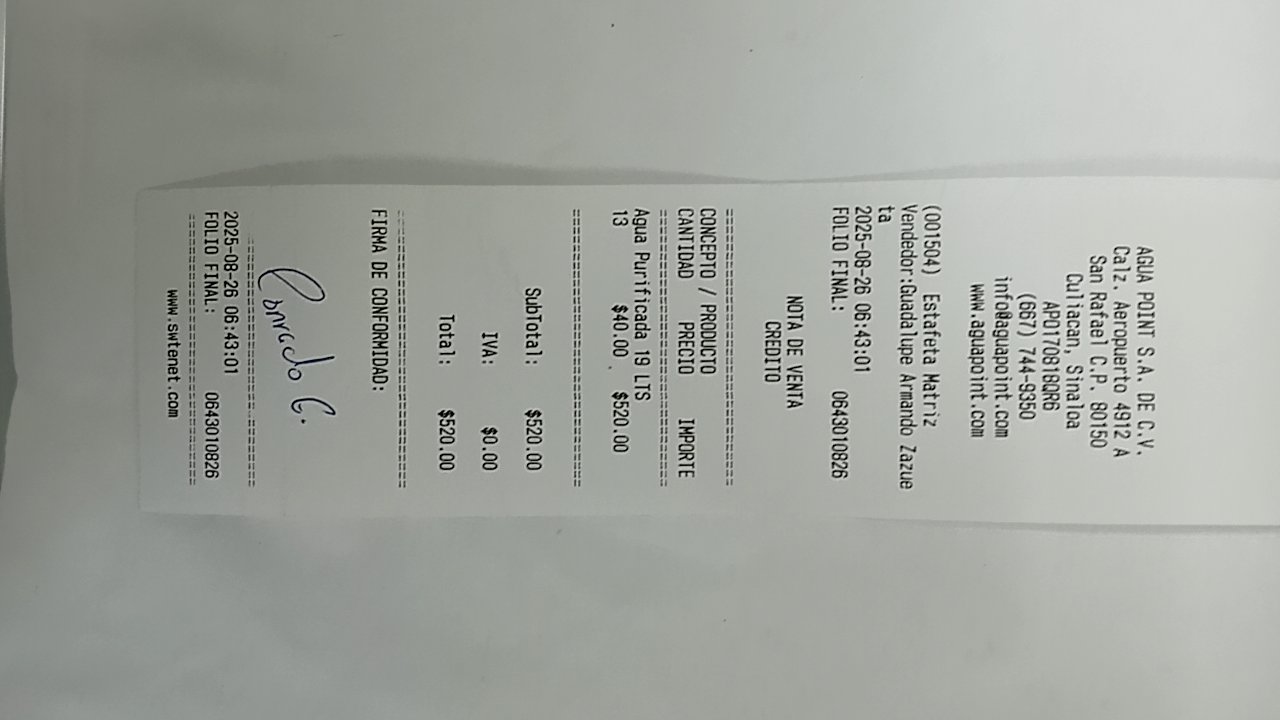 AGUA POINT S.A. DE C.V.
Calz. Aeropuerto 4912 A
San Rafael C.P. 80150
Culiacan, Sinaloa
APO170818QR6
(667) 744-9350
info@aguapoint.com
www.aguapoint.com
(001504) Estafeta Matriz
Vendedor:Guadalupe Armando Zazue
ta
2025-08-26 06:43:01
FOLIO FINAL: 0643010826
NOTA DE VENTA
CREDITO
================================
CONCEPTO / PRODUCTO
CANTIDAD PRECIO IMPORTE
================================
Agua Purificada 19 LTS
13 $40.00 $520.00
================================
SubTotal: $520.00
IVA: $0.00
Total: $520.00
================================
FIRMA DE CONFORMIDAD:
Conrado G.
================================
2025-08-26 06:43:01
FOLIO FINAL: 0643010826
================================
www.swtenet.com